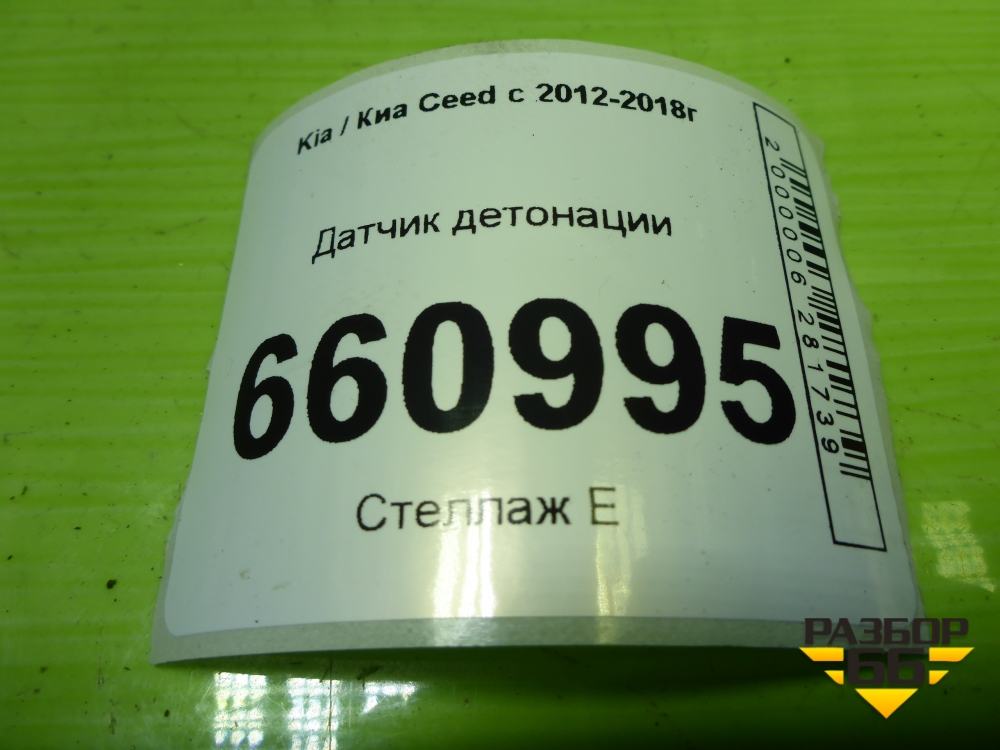 Kia / Киа Ceed с 2012-2018г
Датчик детонации
660995
Стеллаж Е
2000006281739
РАЗБОР
66